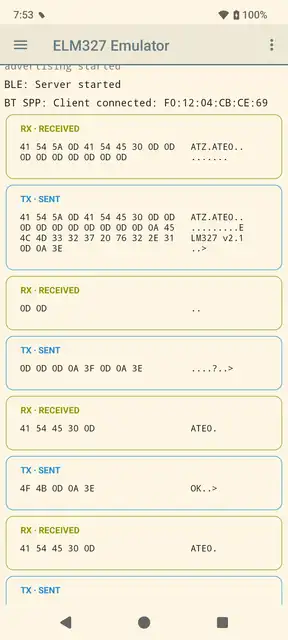 7:53
100%
ELM327 Emulator
advertising started
BLE: Server started
BT SPP: Client connected: F0:12:04:CB:CE:69
RX · RECEIVED
41 54 5A 0D 41 54 45 30 0D 0D ATZ.ATE0..
0D 0D 0D 0D 0D 0D 0D .......
TX · SENT
41 54 5A 0D 41 54 45 30 0D 0D ATZ.ATE0..
0D 0D 0D 0D 0D 0D 0D 0D 0A 45 .........E
4C 4D 33 32 37 20 76 32 2E 31 LM327 v2.1
0D 0A 3E ..>
RX · RECEIVED
0D 0D ..
TX · SENT
0D 0D 0D 0A 3F 0D 0A 3E ....?..>
RX · RECEIVED
41 54 45 30 0D ATE0.
TX · SENT
4F 4B 0D 0A 3E OK..>
RX · RECEIVED
41 54 45 30 0D ATE0.
TX · SENT